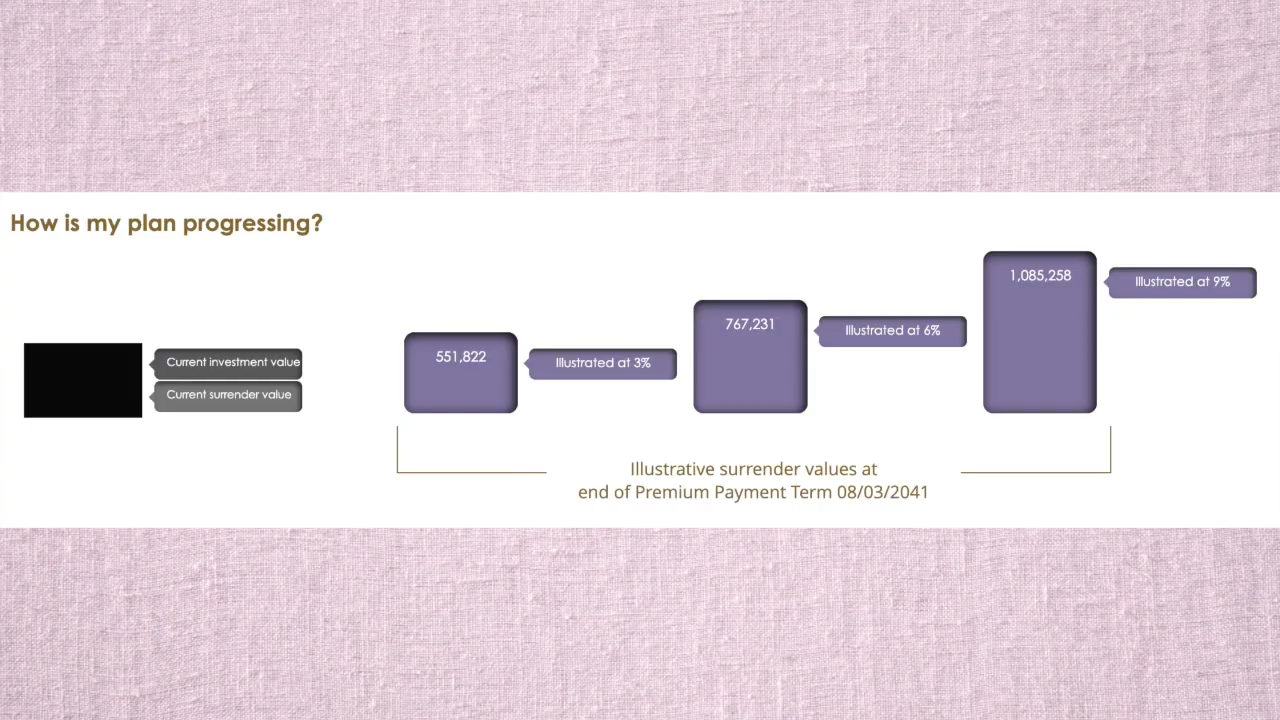 How is my plan progressing?
1,085,258
Illustrated at 9%
767,231
Illustrated at 6%
551,822
Illustrated at 3%
Current investment value
Current surrender value
Illustrative surrender values at
end of Premium Payment Term 08/03/2041